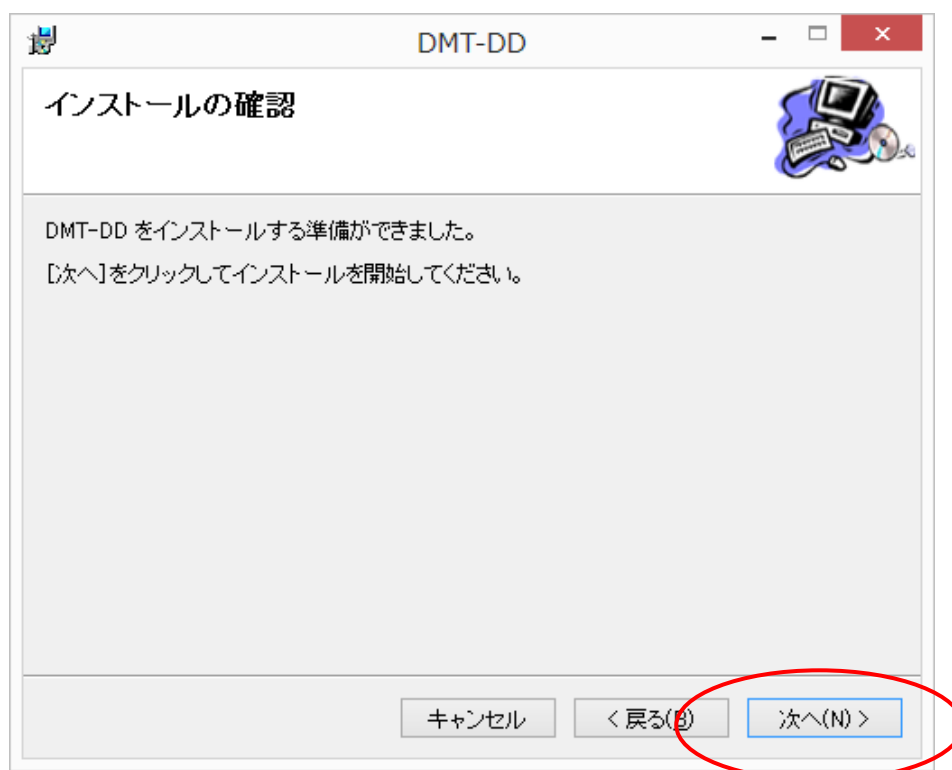 DMT-DD
インストールの確認
DMT-DD をインストールする準備ができました。
[次へ]をクリックしてインストールを開始してください。
キャンセル
< 戻る(B)
次へ(N) >